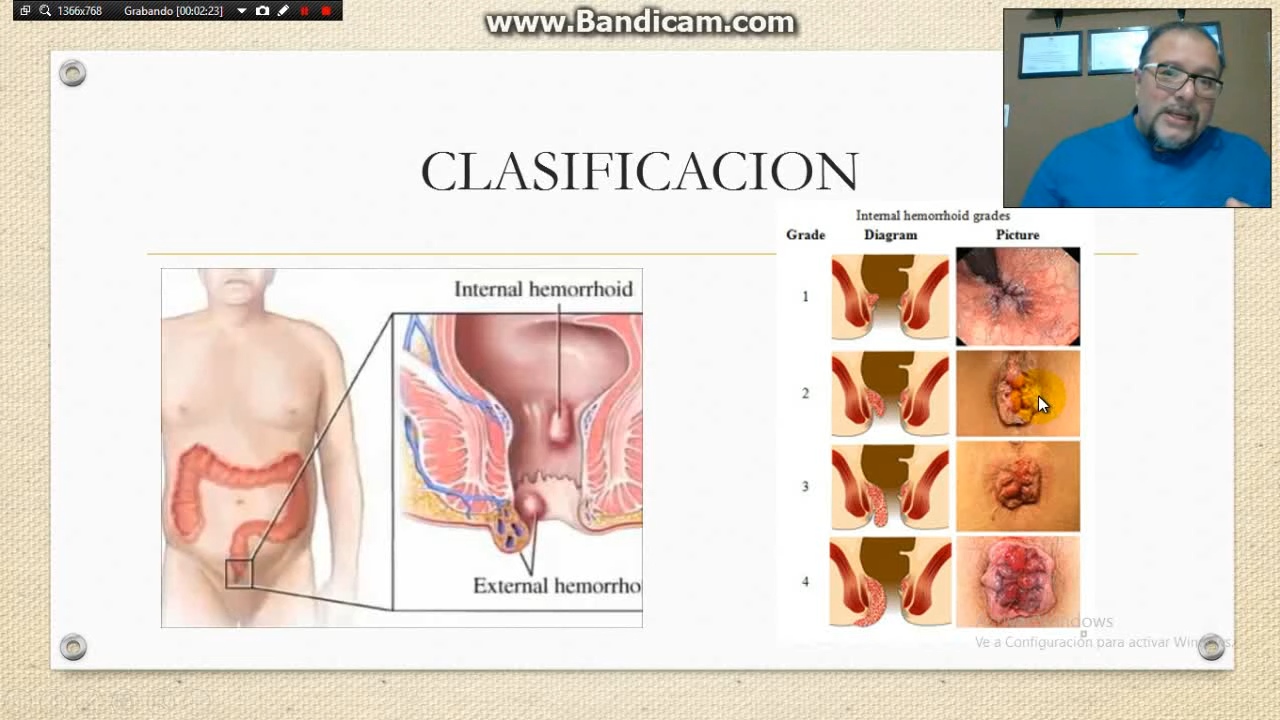 1366x768 Grabando [00:02:23]
www.Bandicam.com
CLASIFICACION
Internal hemorrhoid
External hemorrho
Internal hemorrhoid grades
Grade Diagram Picture
1
2
3
4
Windows
Ve a Configuración para activar Windows.